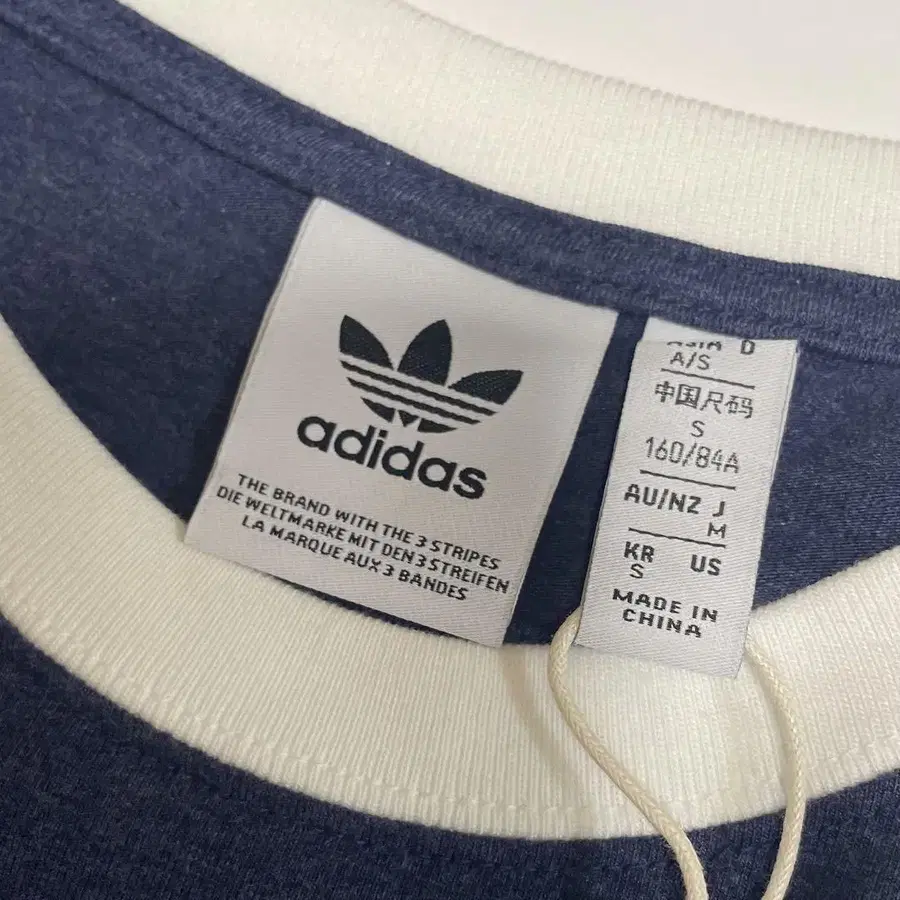 adidas
THE BRAND WITH THE 3 STRIPES
DIE WELTMARKE MIT DEN 3 STREIFEN
LA MARQUE AUX 3 BANDES
ASIA D
A/S
中国尺码
S
160/84A
AU/NZ J
M
KR US
S
MADE IN
CHINA